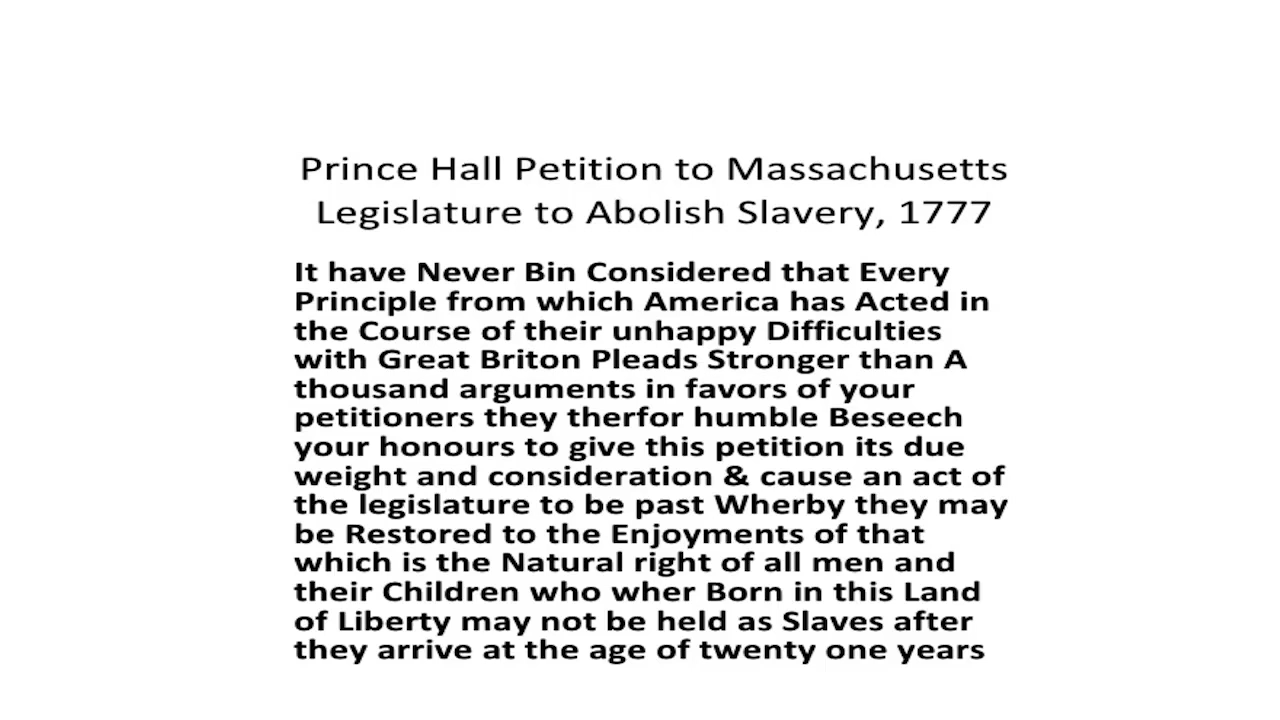 Prince Hall Petition to Massachusetts
Legislature to Abolish Slavery, 1777
It have Never Bin Considered that Every
Principle from which America has Acted in
the Course of their unhappy Difficulties
with Great Briton Pleads Stronger than A
thousand arguments in favors of your
petitioners they therfor humble Beseech
your honours to give this petition its due
weight and consideration & cause an act of
the legislature to be past Wherby they may
be Restored to the Enjoyments of that
which is the Natural right of all men and
their Children who wher Born in this Land
of Liberty may not be held as Slaves after
they arrive at the age of twenty one years